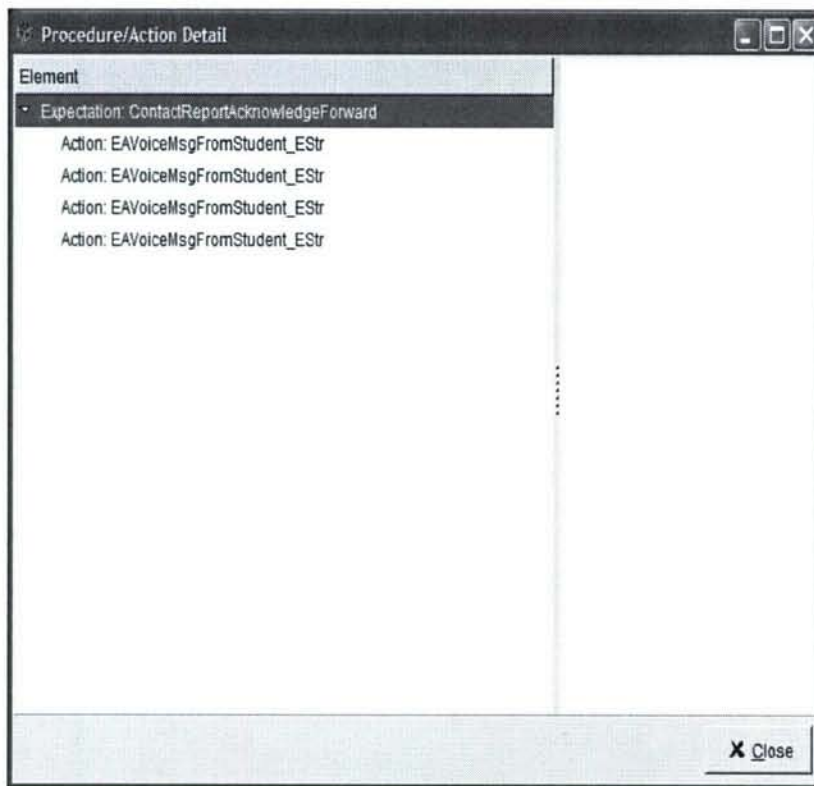 Procedure/Action Detail
Element
Expectation: ContactReportAcknowledgeForward
Action: EAVoiceMsgFromStudent_EStr
Action: EAVoiceMsgFromStudent_EStr
Action: EAVoiceMsgFromStudent_EStr
Action: EAVoiceMsgFromStudent_EStr
Close